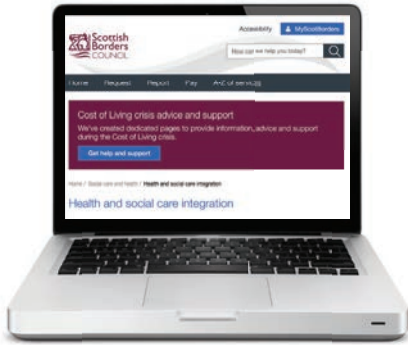 Scottish
Borders
COUNCIL
Accessibility
MyScotBorders
How can we help you today?
Home Request Report Pay A-Z of services
Cost of Living crisis advice and support
We've created dedicated pages to provide information, advice and support
during the Cost of Living crisis.
Get help and support
Home / Social care and health / Health and social care integration
Health and social care integration